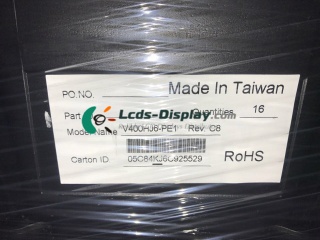 PO.NO. Made In Taiwan
Part
Quantities 16
Lcds-Display.com
Model Name V400HJ6-PE1 Rev. C8
Carton ID 05C84KJ6C925529 RoHS